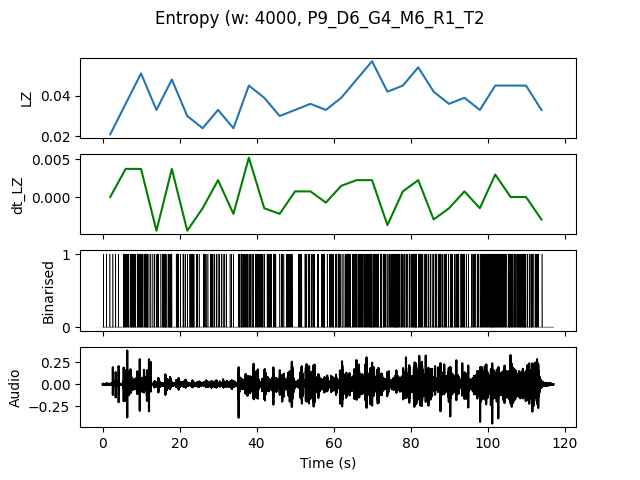 Entropy (w: 4000, P9_D6_G4_M6_R1_T2
LZ
0.04
0.02
dt_LZ
0.005
0.000
Binarised
1
0
Audio
0.25
0.00
−0.25
0 20 40 60 80 100 120
Time (s)